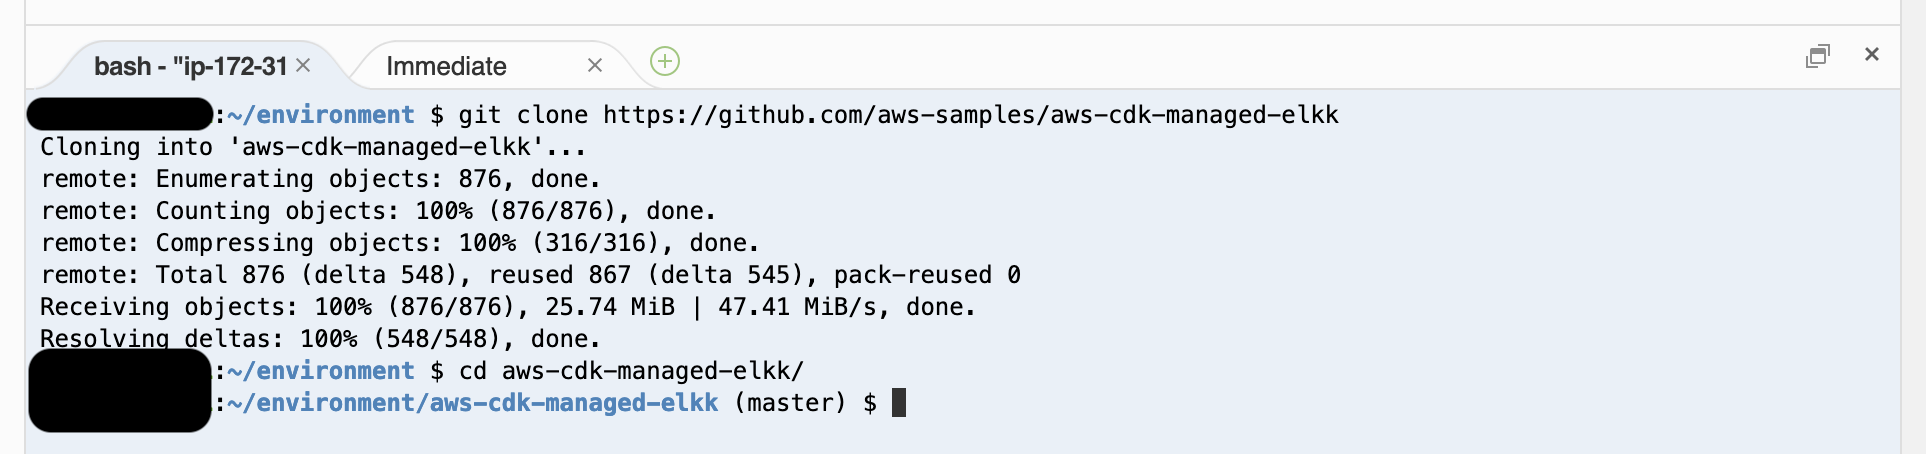 bash - "ip-172-31
Immediate
:~/environment $ git clone https://github.com/aws-samples/aws-cdk-managed-elkk
Cloning into 'aws-cdk-managed-elkk'...
remote: Enumerating objects: 876, done.
remote: Counting objects: 100% (876/876), done.
remote: Compressing objects: 100% (316/316), done.
remote: Total 876 (delta 548), reused 867 (delta 545), pack-reused 0
Receiving objects: 100% (876/876), 25.74 MiB | 47.41 MiB/s, done.
Resolving deltas: 100% (548/548), done.
:~/environment $ cd aws-cdk-managed-elkk/
:~/environment/aws-cdk-managed-elkk (master) $